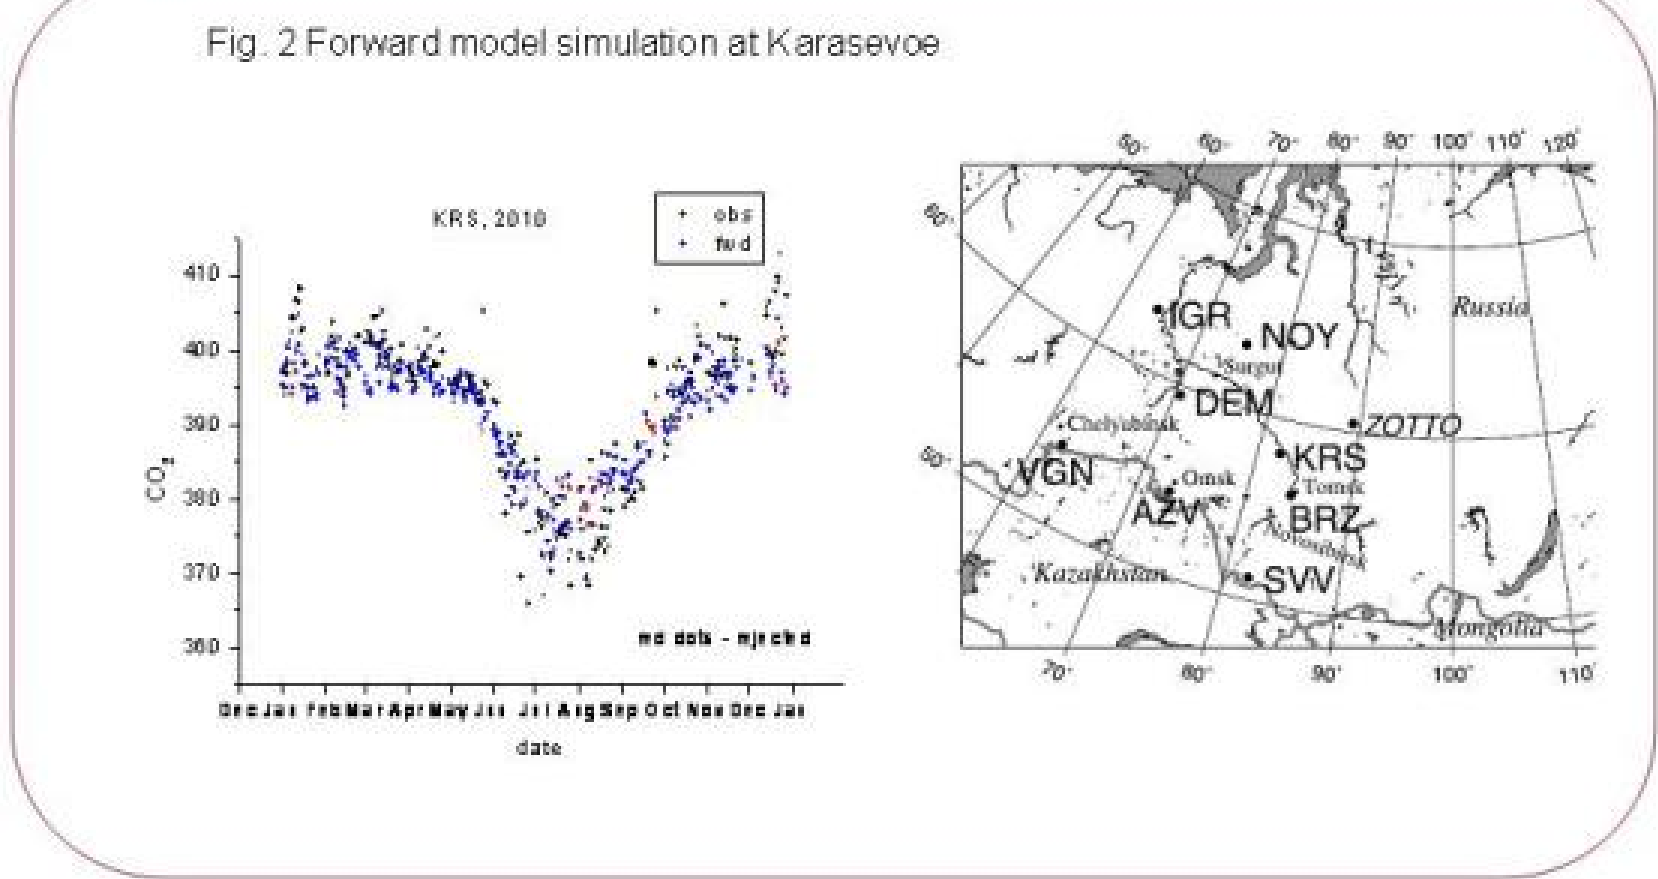 Fig. 2 Forward model simulation at Karasevoe
KRS, 2010
obs
fwd
CO2
410
400
390
380
370
360
red dots - rejected
Dec Jan Feb Mar Apr May Jun Jul Aug Sep Oct Nov Dec Jan
date
50° 60° 70° 80° 90° 100° 110° 120°
60°
50°
IGR
NOY
Russia
Surgut
DEM
ZOTTO
Chelyabinsk
VGN
KRS
Omsk
Tomsk
AZV
BRZ
Novosibirsk
Kazakhstan
SVV
Mongolia
70° 80° 90° 100° 110°